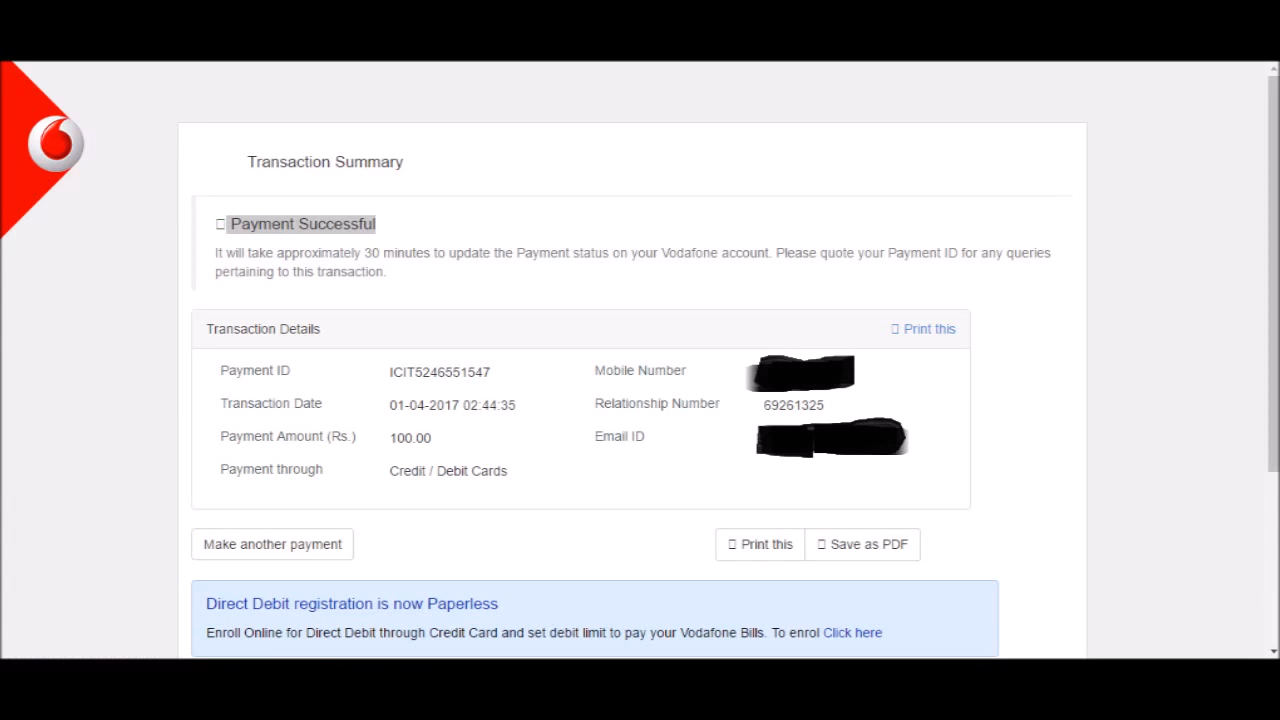 Transaction Summary
Payment Successful
It will take approximately 30 minutes to update the Payment status on your Vodafone account. Please quote your Payment ID for any queries
pertaining to this transaction.
Transaction Details
Print this
Payment ID
ICIT5246551547
Mobile Number
Transaction Date
01-04-2017 02:44:35
Relationship Number
69261325
Payment Amount (Rs.)
100.00
Email ID
Payment through
Credit / Debit Cards
Make another payment
Print this
Save as PDF
Direct Debit registration is now Paperless
Enroll Online for Direct Debit through Credit Card and set debit limit to pay your Vodafone Bills. To enrol Click here